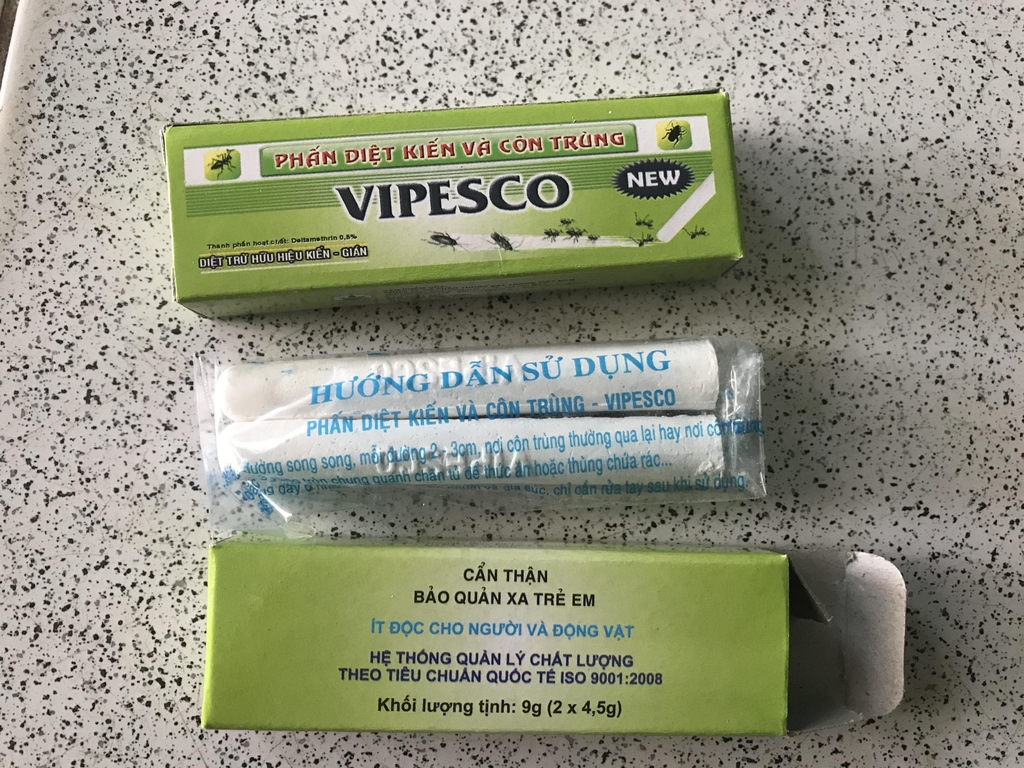 PHẤN DIỆT KIẾN VÀ CÔN TRÙNG
VIPESCO
NEW
Thành phần hoạt chất: Deltamethrin 0,5%
DIỆT TRỪ HỮU HIỆU KIẾN - GIÁN
HƯỚNG DẪN SỬ DỤNG
PHẤN DIỆT KIẾN VÀ CÔN TRÙNG - VIPESCO
đường song song, mỗi đường 2 - 3cm, nơi côn trùng thường qua lại hay nơi côn trùng
chung quanh chân tủ để thức ăn hoặc thùng chứa rác...
gia súc, chỉ cần rửa tay sau khi sử dụng.
CẨN THẬN
BẢO QUẢN XA TRẺ EM
ÍT ĐỘC CHO NGƯỜI VÀ ĐỘNG VẬT
HỆ THỐNG QUẢN LÝ CHẤT LƯỢNG
THEO TIÊU CHUẨN QUỐC TẾ ISO 9001:2008
Khối lượng tịnh: 9g (2 x 4,5g)